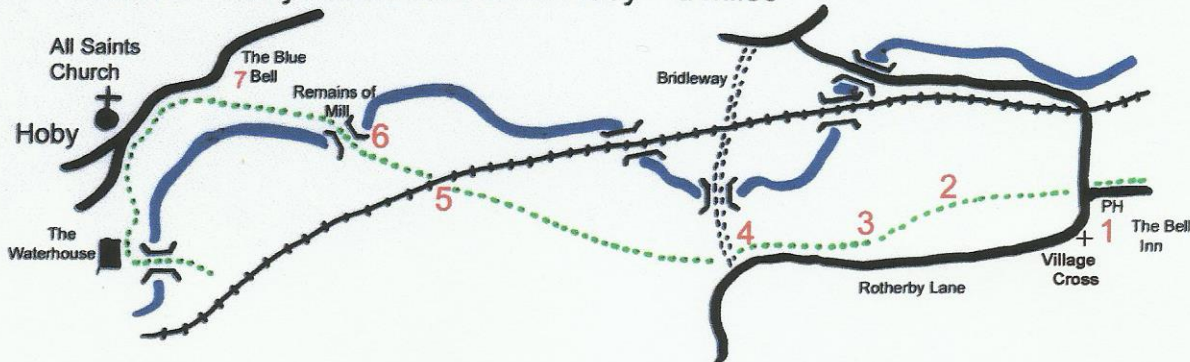 All Saints
Church
Hoby
The Blue
7 Bell
Remains of
Mill
6
The
Waterhouse
5
Bridleway
4
3
2
PH
1
The Bell
Inn
Village
Cross
Rotherby Lane